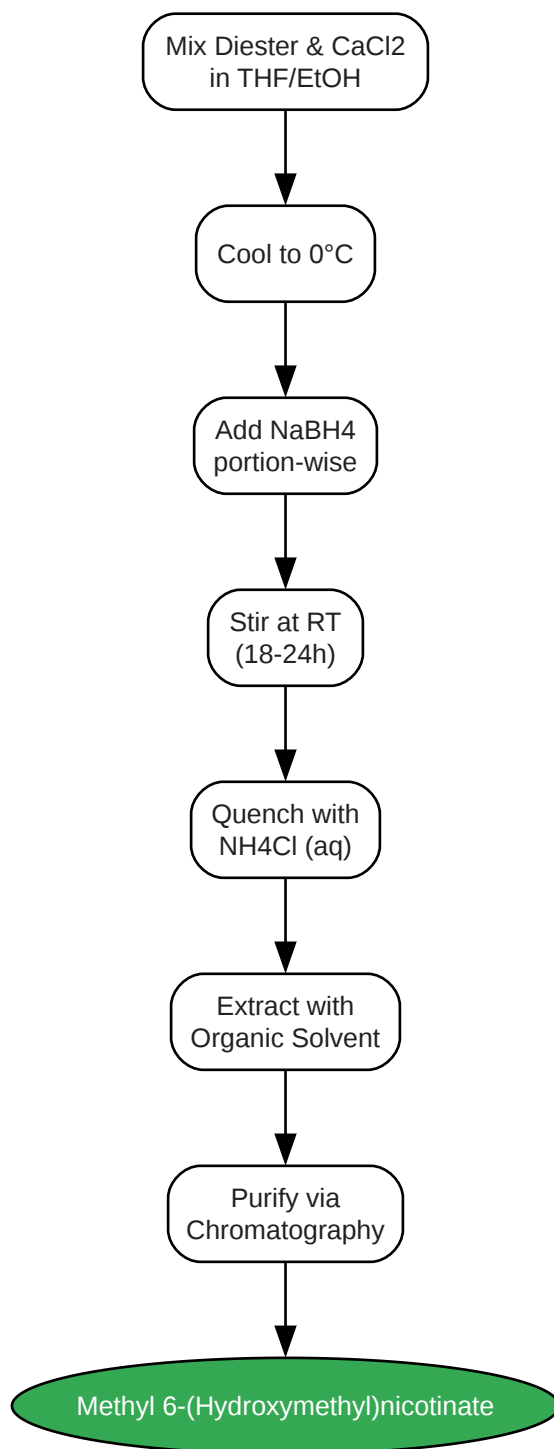 Mix Diester & CaCl2
in THF/EtOH
Cool to 0°C
Add NaBH4
portion-wise
Stir at RT
(18-24h)
Quench with
NH4Cl (aq)
Extract with
Organic Solvent
Purify via
Chromatography
Methyl 6-(Hydroxymethyl)nicotinate